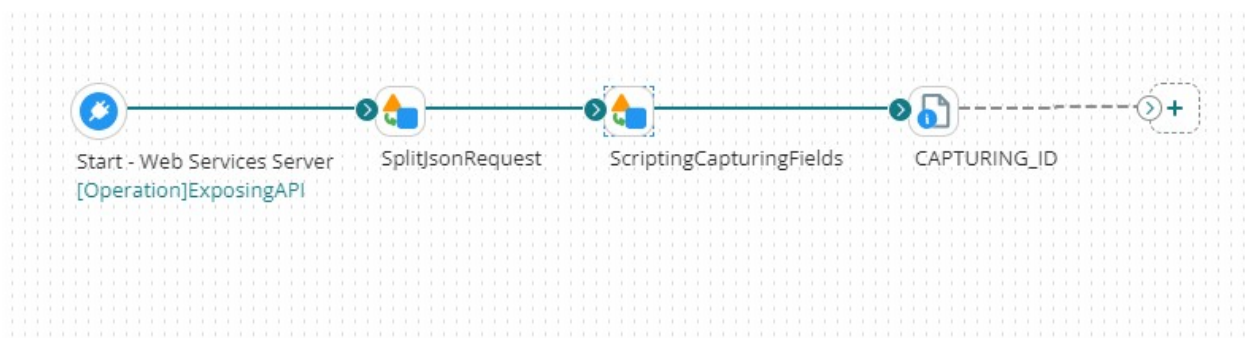 Start - Web Services Server
[Operation]ExposingAPI
SplitJsonRequest
ScriptingCapturingFields
CAPTURING_ID